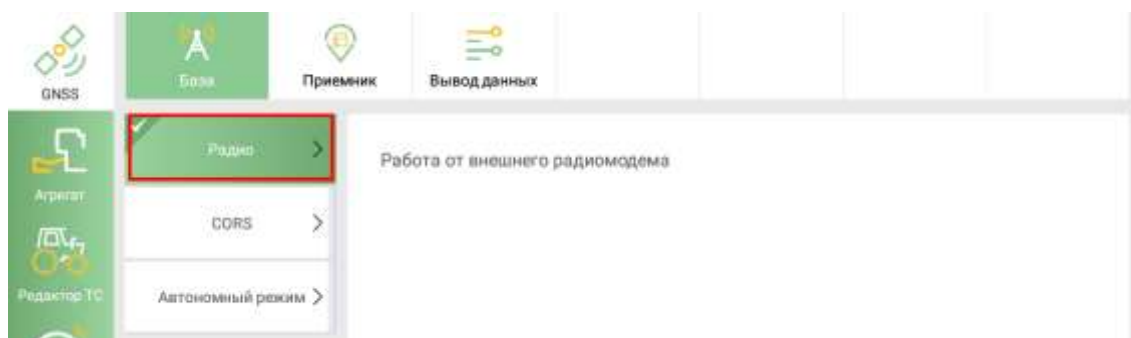 GNSS
База
Приемник
Вывод данных
Агрегат
Редактор ТС
Радио
CORS
Автономный режим
Работа от внешнего радиомодема